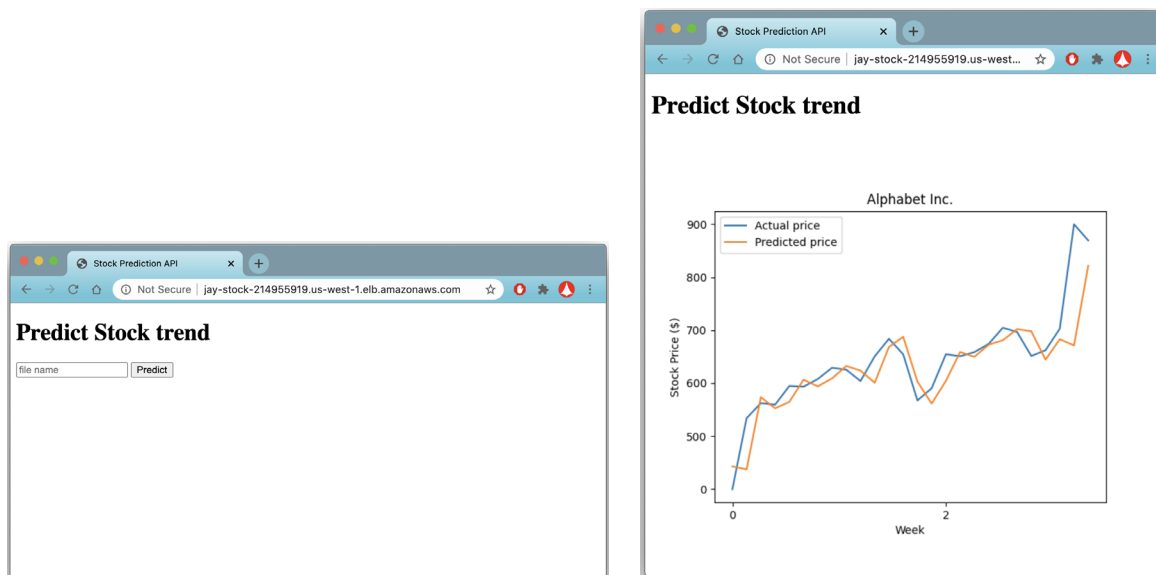 Stock Prediction API
Not Secure | jay-stock-214955919.us-west-1.elb.amazonaws.com
Predict Stock trend
file name Predict
Stock Prediction API
Not Secure | jay-stock-214955919.us-west...
Predict Stock trend
Alphabet Inc.
Actual price
Predicted price
900
800
700
600
500
0
Stock Price ($)
0 2
Week